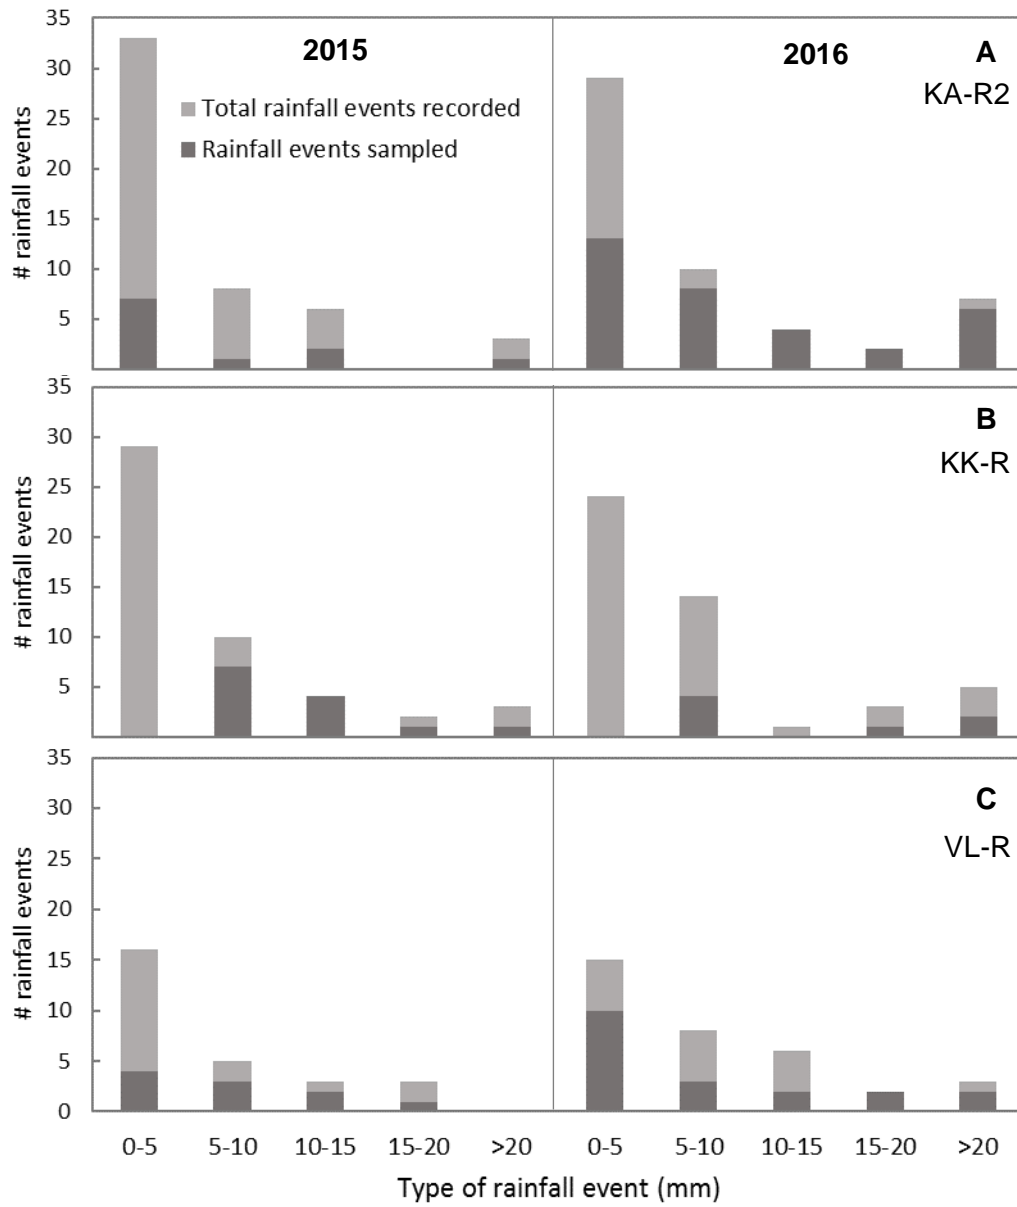 35
30
25
20
15
10
5
# rainfall events
2015
Total rainfall events recorded
Rainfall events sampled
2016
A
KA-R2
35
30
25
20
15
10
5
# rainfall events
B
KK-R
35
30
25
20
15
10
5
0
# rainfall events
C
VL-R
0-5 5-10 10-15 15-20 >20 0-5 5-10 10-15 15-20 >20
Type of rainfall event (mm)